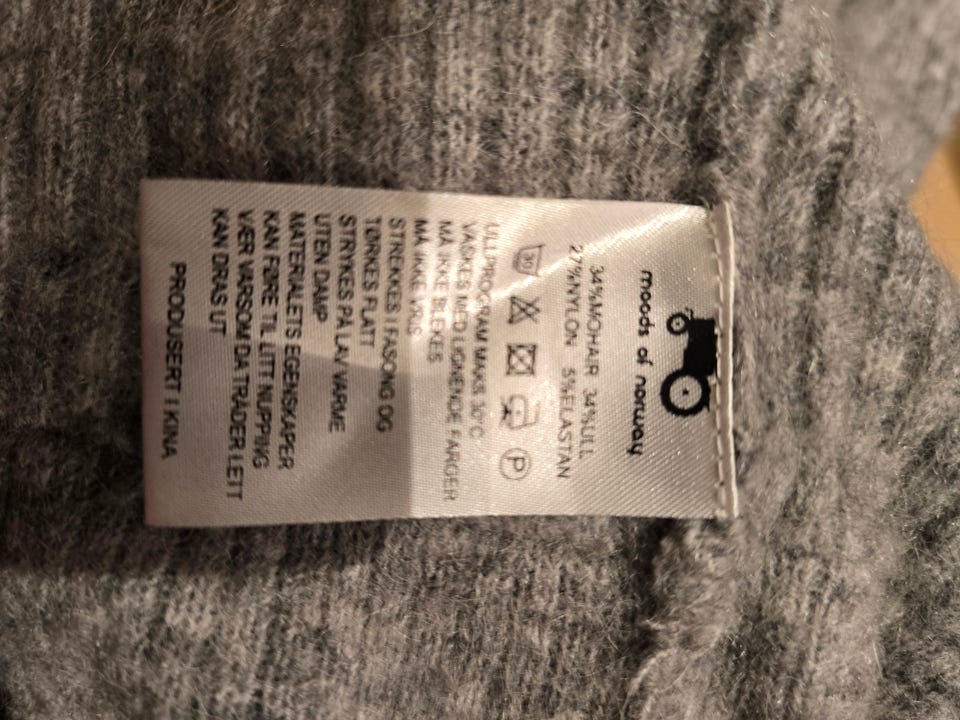 moods of norway
34%MOHAIR 34%ULL
27%NYLON 5%ELASTAN
30 P
ULLPROGRAM MAKS 30°C
VASKES MED LIGNENDE FARGER
MÅ IKKE BLEKES
MÅ IKKE VRIS
STREKKES I FASONG OG
TØRKES FLATT
STRYKES PÅ LAV VARME
UTEN DAMP
MATERIALETS EGENSKAPER
KAN FØRE TIL LITT NUPPING
VÆR VARSOM DA TRÅDER LETT
KAN DRAS UT
PRODUSERT I KINA